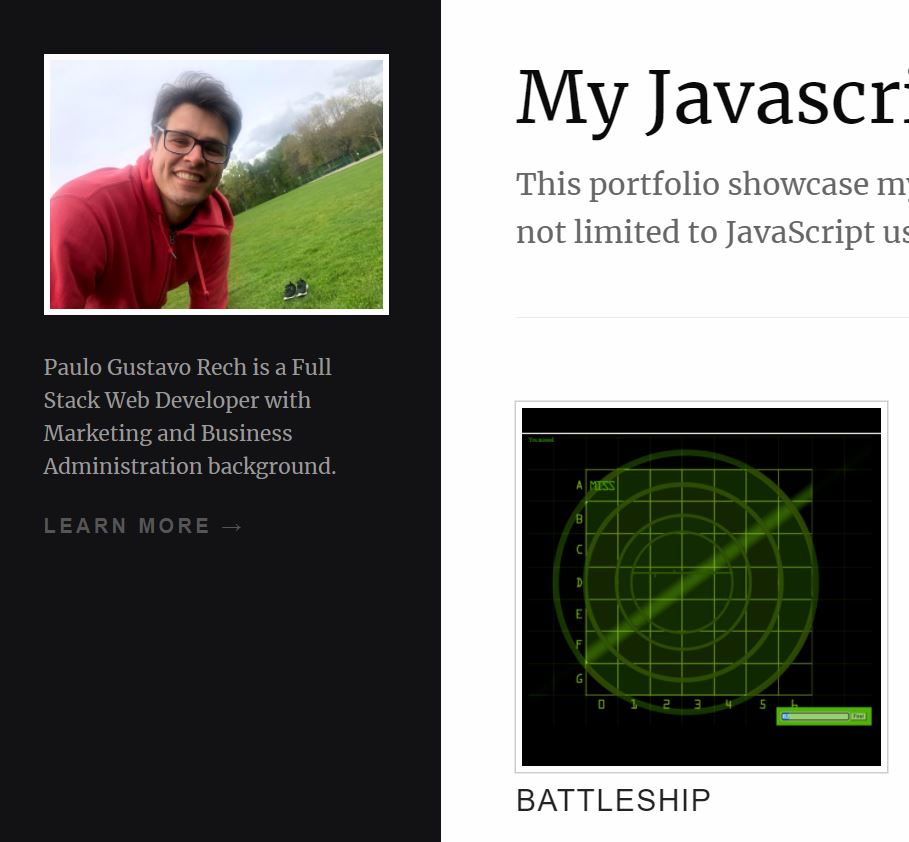 Paulo Gustavo Rech is a Full
Stack Web Developer with
Marketing and Business
Administration background.
LEARN MORE →
My Javascri
This portfolio showcase my
not limited to JavaScript us
You missed.
A MISS
B
C
D
E
F
G
0 1 2 3 4 5 6
Fire!
BATTLESHIP